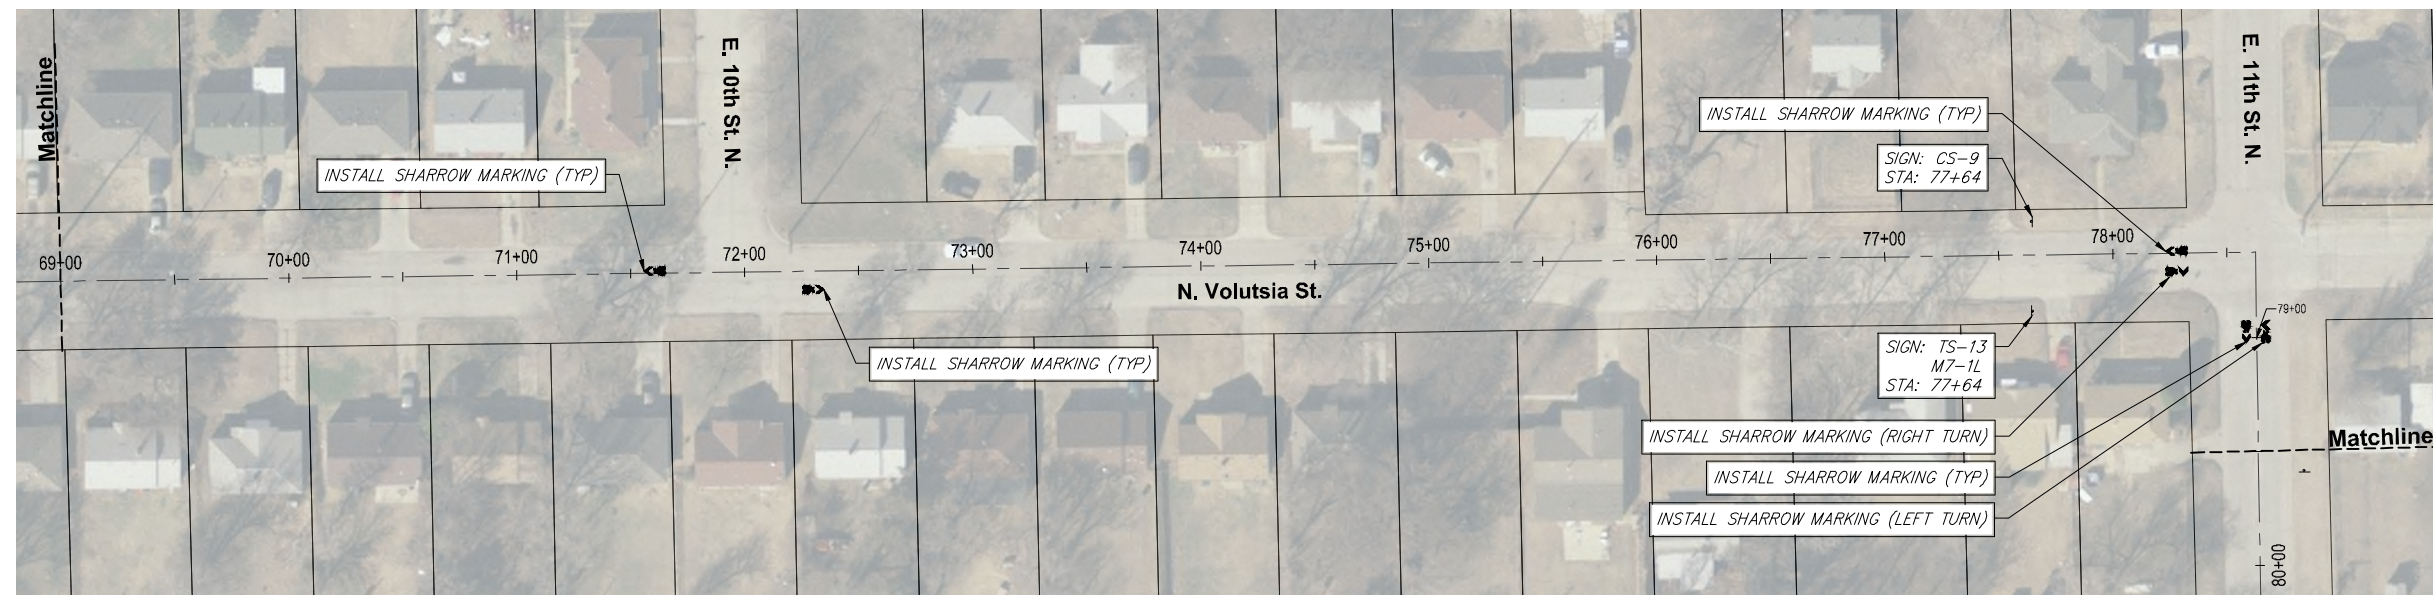 Matchline
E. 10th St. N.
E. 11th St. N.
INSTALL SHARROW MARKING (TYP)
SIGN: CS-9
STA: 77+64
INSTALL SHARROW MARKING (TYP)
69+00
70+00
71+00
72+00
73+00
74+00
75+00
76+00
77+00
78+00
N. Volutsia St.
79+00
INSTALL SHARROW MARKING (TYP)
SIGN: TS-13
M7-1L
STA: 77+64
INSTALL SHARROW MARKING (RIGHT TURN)
Matchline
INSTALL SHARROW MARKING (TYP)
INSTALL SHARROW MARKING (LEFT TURN)
80+00